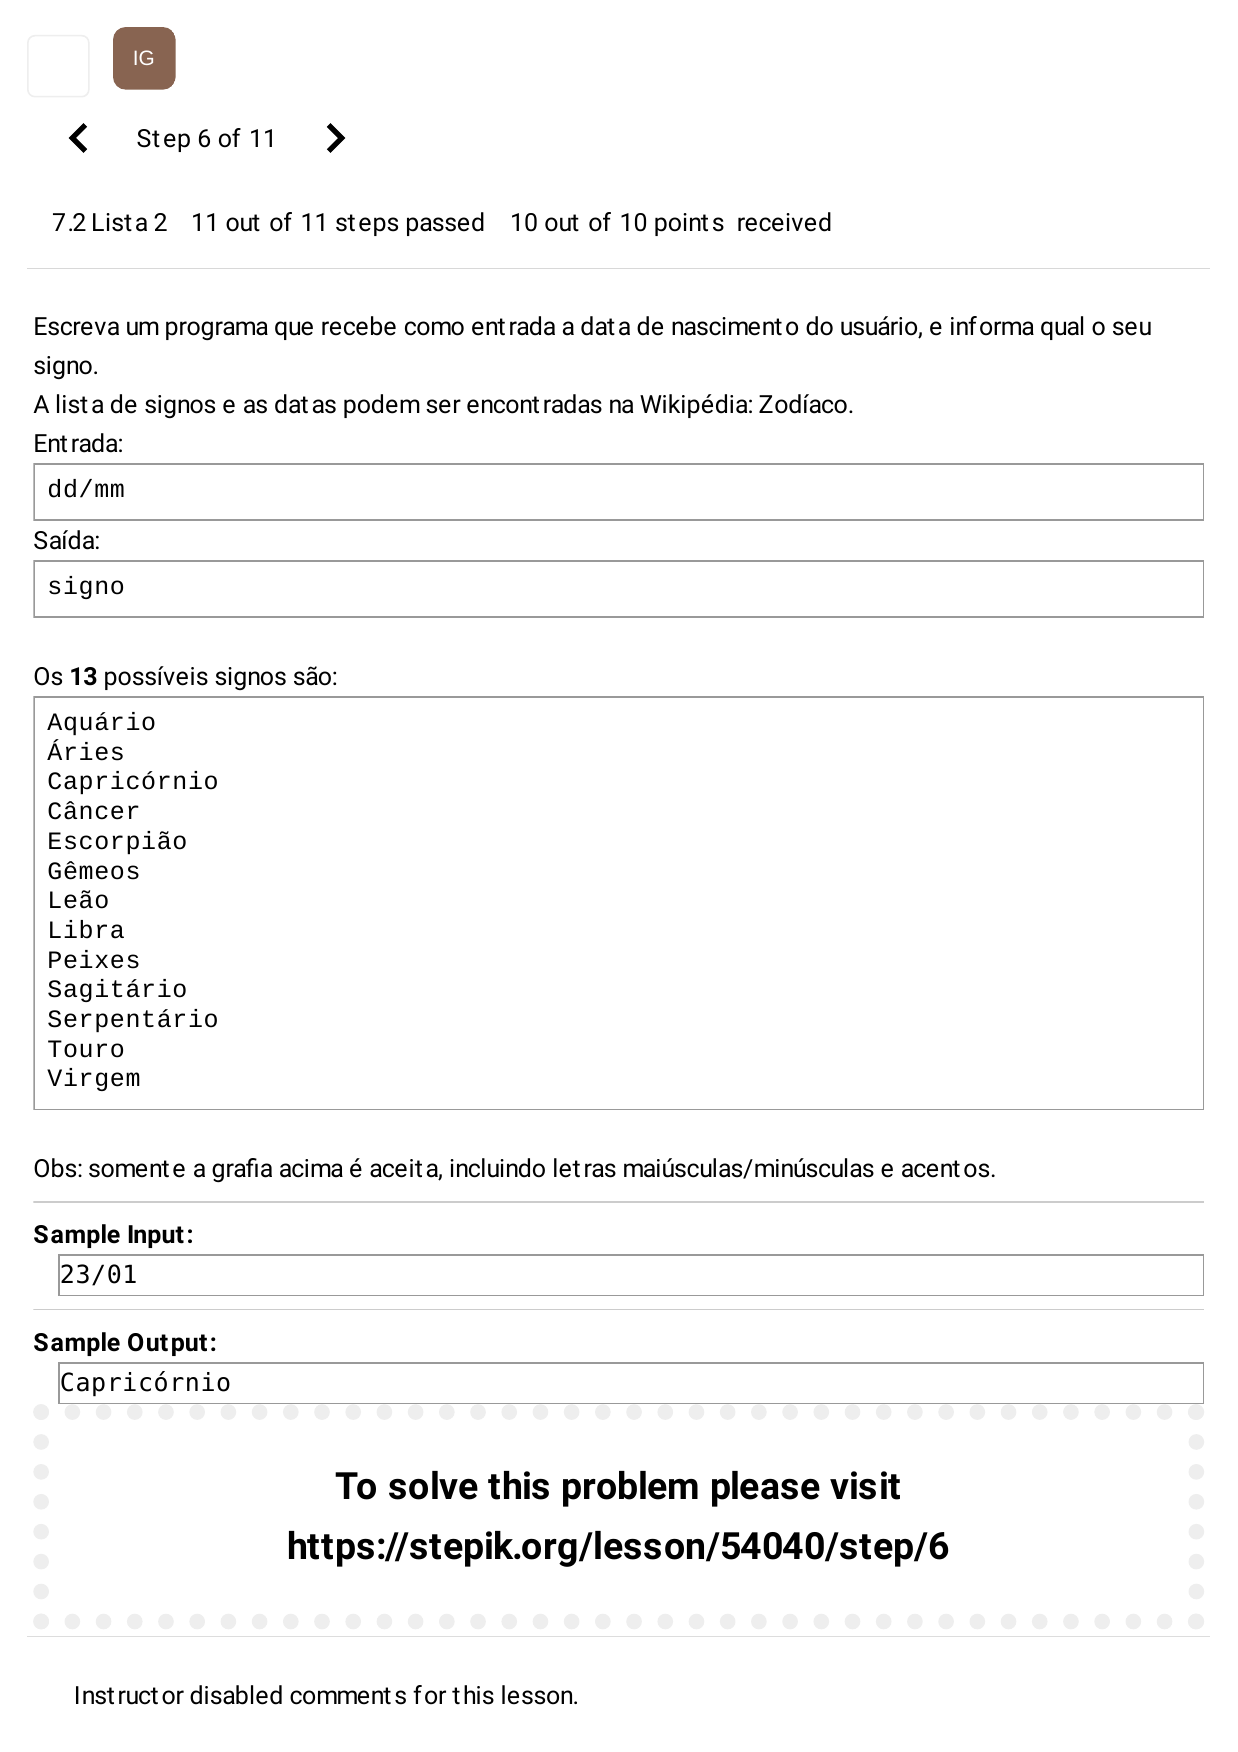 IG
Step 6 of 11
7.2 Lista 2 11 out of 11 steps passed 10 out of 10 points received
Escreva um programa que recebe como entrada a data de nascimento do usuário, e informa qual o seu
signo.
A lista de signos e as datas podem ser encontradas na Wikipédia: Zodíaco.
Entrada:
dd/mm
Saída:
signo
Os 13 possíveis signos são:
Aquário
Áries
Capricórnio
Câncer
Escorpião
Gêmeos
Leão
Libra
Peixes
Sagitário
Serpentário
Touro
Virgem
Obs: somente a grafia acima é aceita, incluindo letras maiúsculas/minúsculas e acentos.
Sample Input:
23/01
Sample Output:
Capricórnio
To solve this problem please visit
https://stepik.org/lesson/54040/step/6
Instructor disabled comments for this lesson.